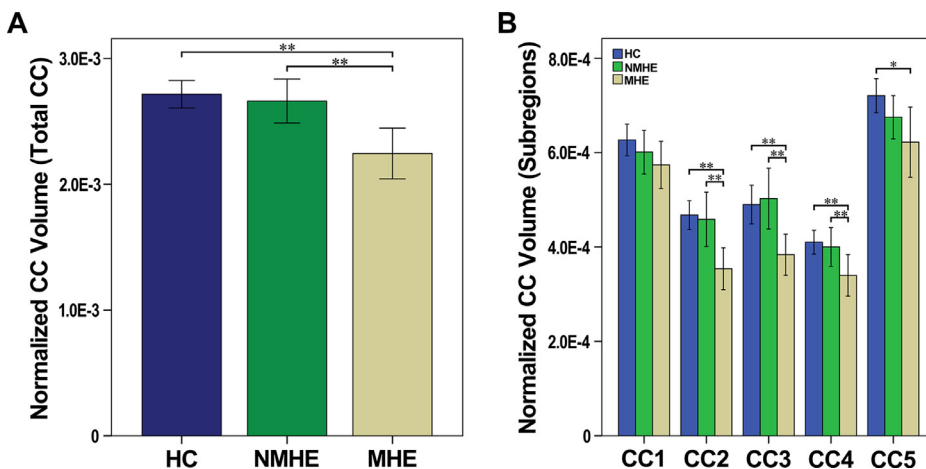 A
Normalized CC Volume (Total CC)
3.0E-3
2.0E-3
1.0E-3
0
**
**
HC NMHE MHE
B
Normalized CC Volume (Subregions)
8.0E-4
6.0E-4
4.0E-4
2.0E-4
0
HC
NMHE
MHE
*
**
**
**
**
**
**
CC1 CC2 CC3 CC4 CC5